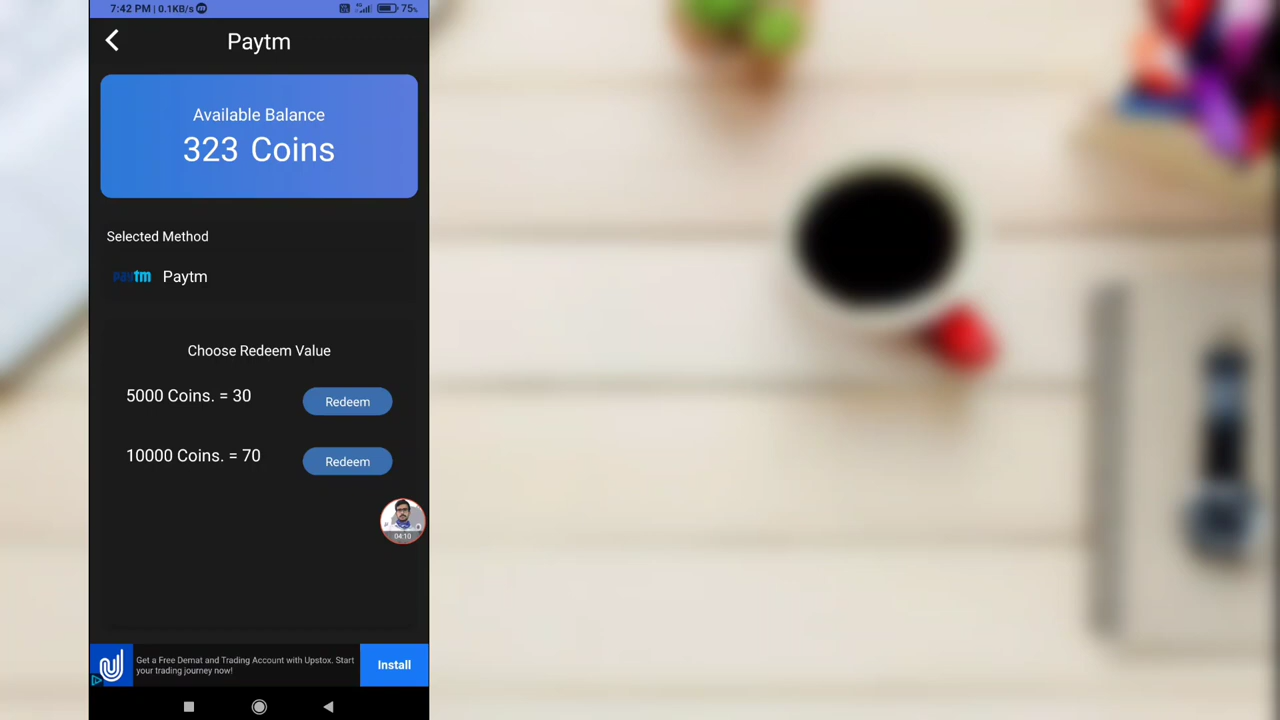 7:42 PM | 0.1KB/s
75%
Paytm
Available Balance
323 Coins
Selected Method
paytm Paytm
Choose Redeem Value
5000 Coins. = 30
Redeem
10000 Coins. = 70
Redeem
04:10
Get a Free Demat and Trading Account with Upstox. Start
your trading journey now!
Install